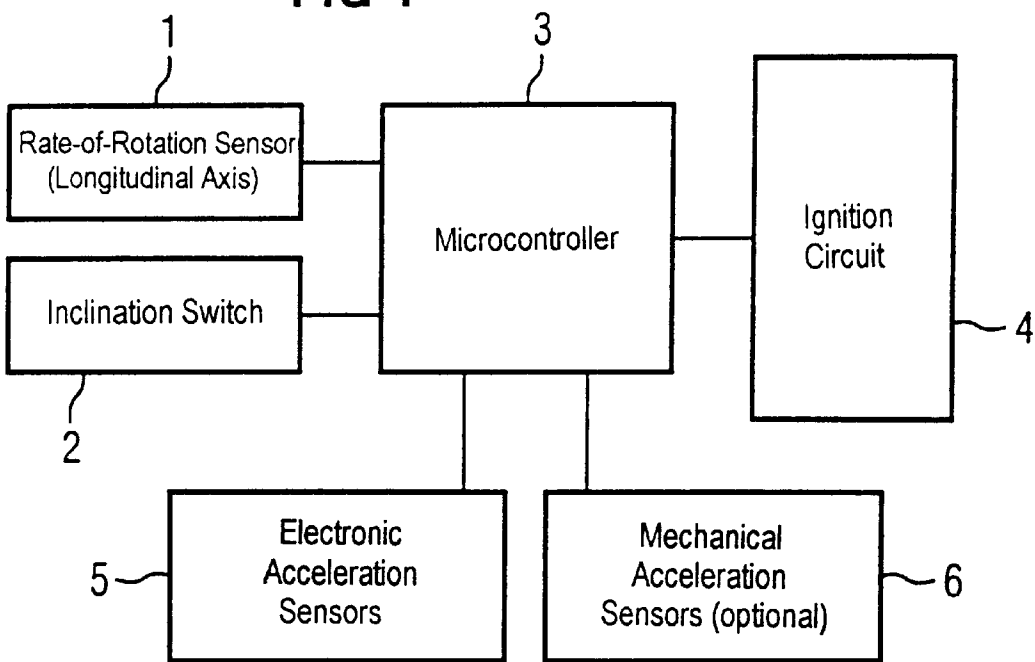 1
3
Rate-of-Rotation Sensor
(Longitudinal Axis)
Microcontroller
Ignition
Circuit
Inclination Switch
4
2
Electronic
Acceleration
Sensors
5
Mechanical
Acceleration
Sensors (optional)
6